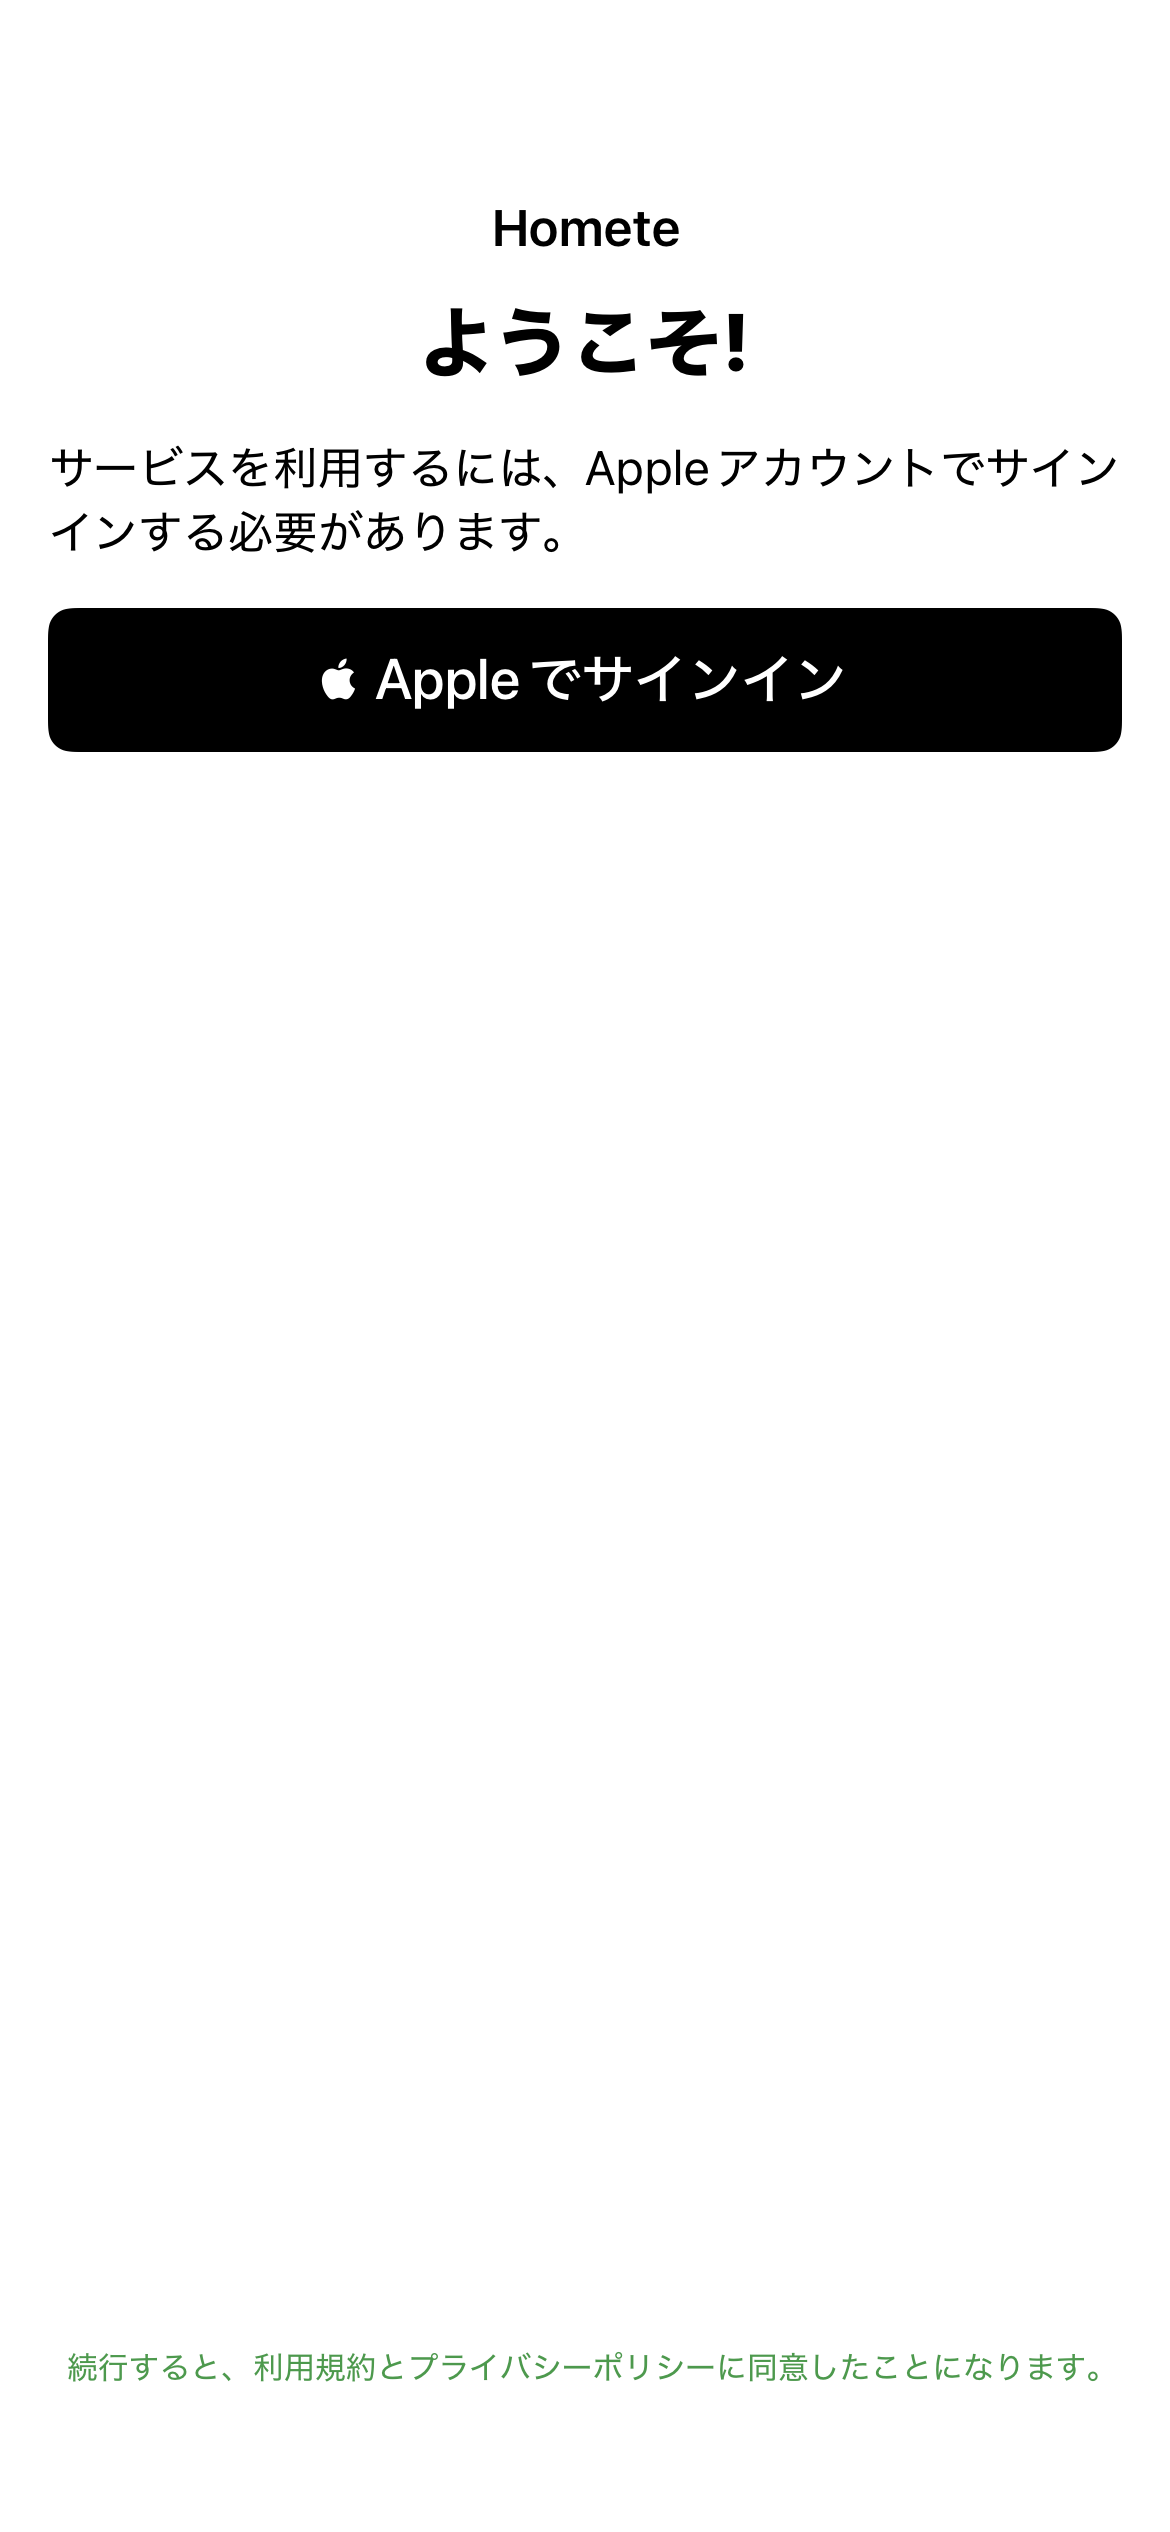 Homete
ようこそ!
サービスを利用するには、Appleアカウントでサイン
インする必要があります。
Appleでサインイン
続行すると、利用規約とプライバシーポリシーに同意したことになります。